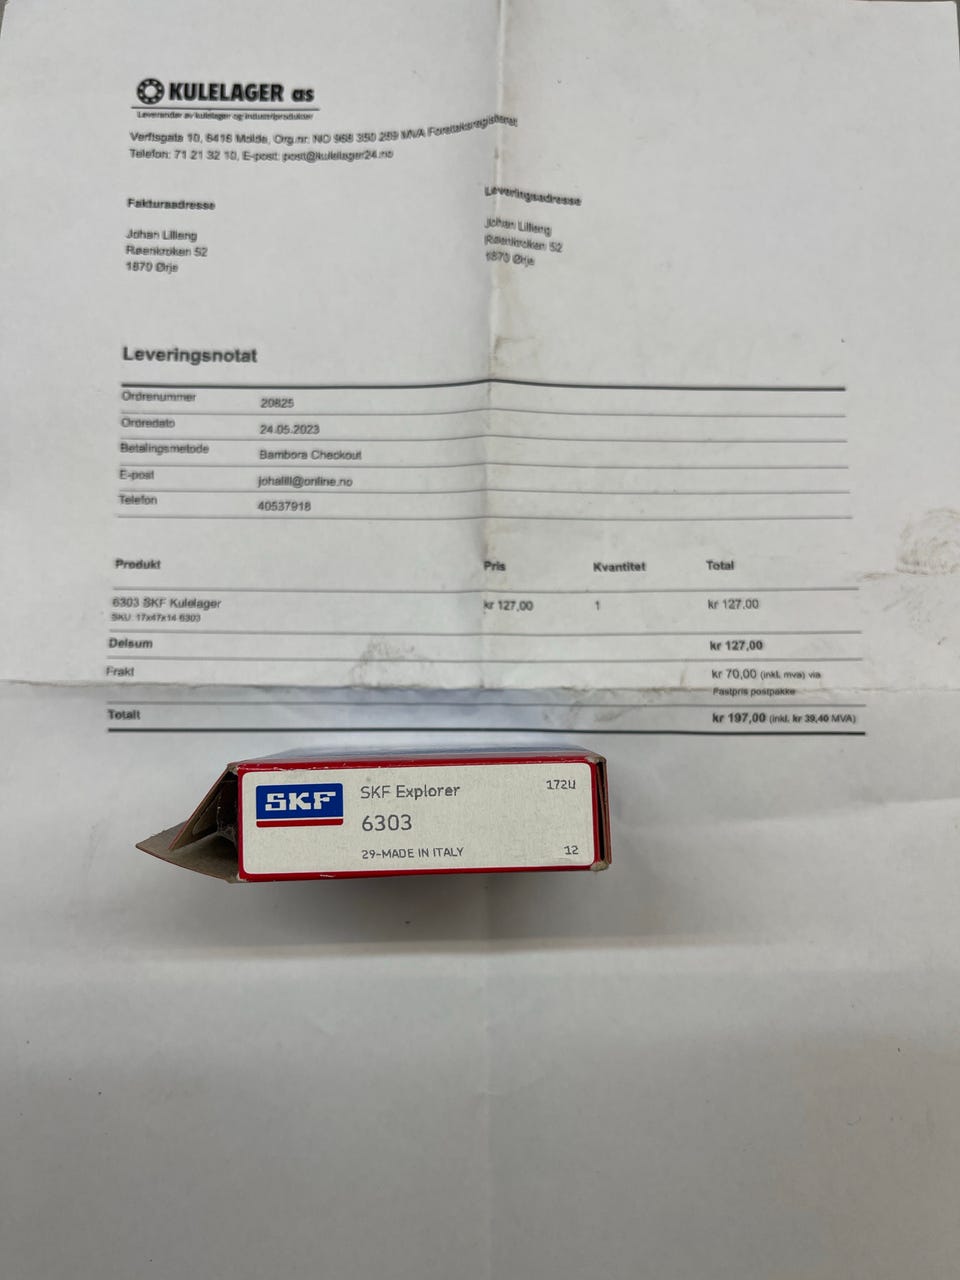 KULELAGER as
Leverandør av kulelager og industriprodukter
Verftsgata 10, 6416 Molde, Org.nr: NO 968 350 259 MVA Foretaksregisteret
Telefon: 71 21 32 10, E-post: post@kulelager24.no
Fakturaadresse
Johan Lilleng
Røenkroken 52
1870 Ørje
Leveringsadresse
Johan Lilleng
Røenkroken 52
1870 Ørje
Leveringsnotat
Ordrenummer 20825
Ordredato 24.05.2023
Betalingsmetode Bambora Checkout
E-post johalill@online.no
Telefon 40537918
Produkt Pris Kvantitet Total
6303 SKF Kulelager kr 127,00 1 kr 127,00
SKU: 17x47x14-6303
Delsum kr 127,00
Frakt kr 70,00 (inkl. mva) via
Fastpris postpakke
Totalt kr 197,00 (inkl. kr 39,40 MVA)
SKF SKF Explorer 172U
6303
29-MADE IN ITALY 12